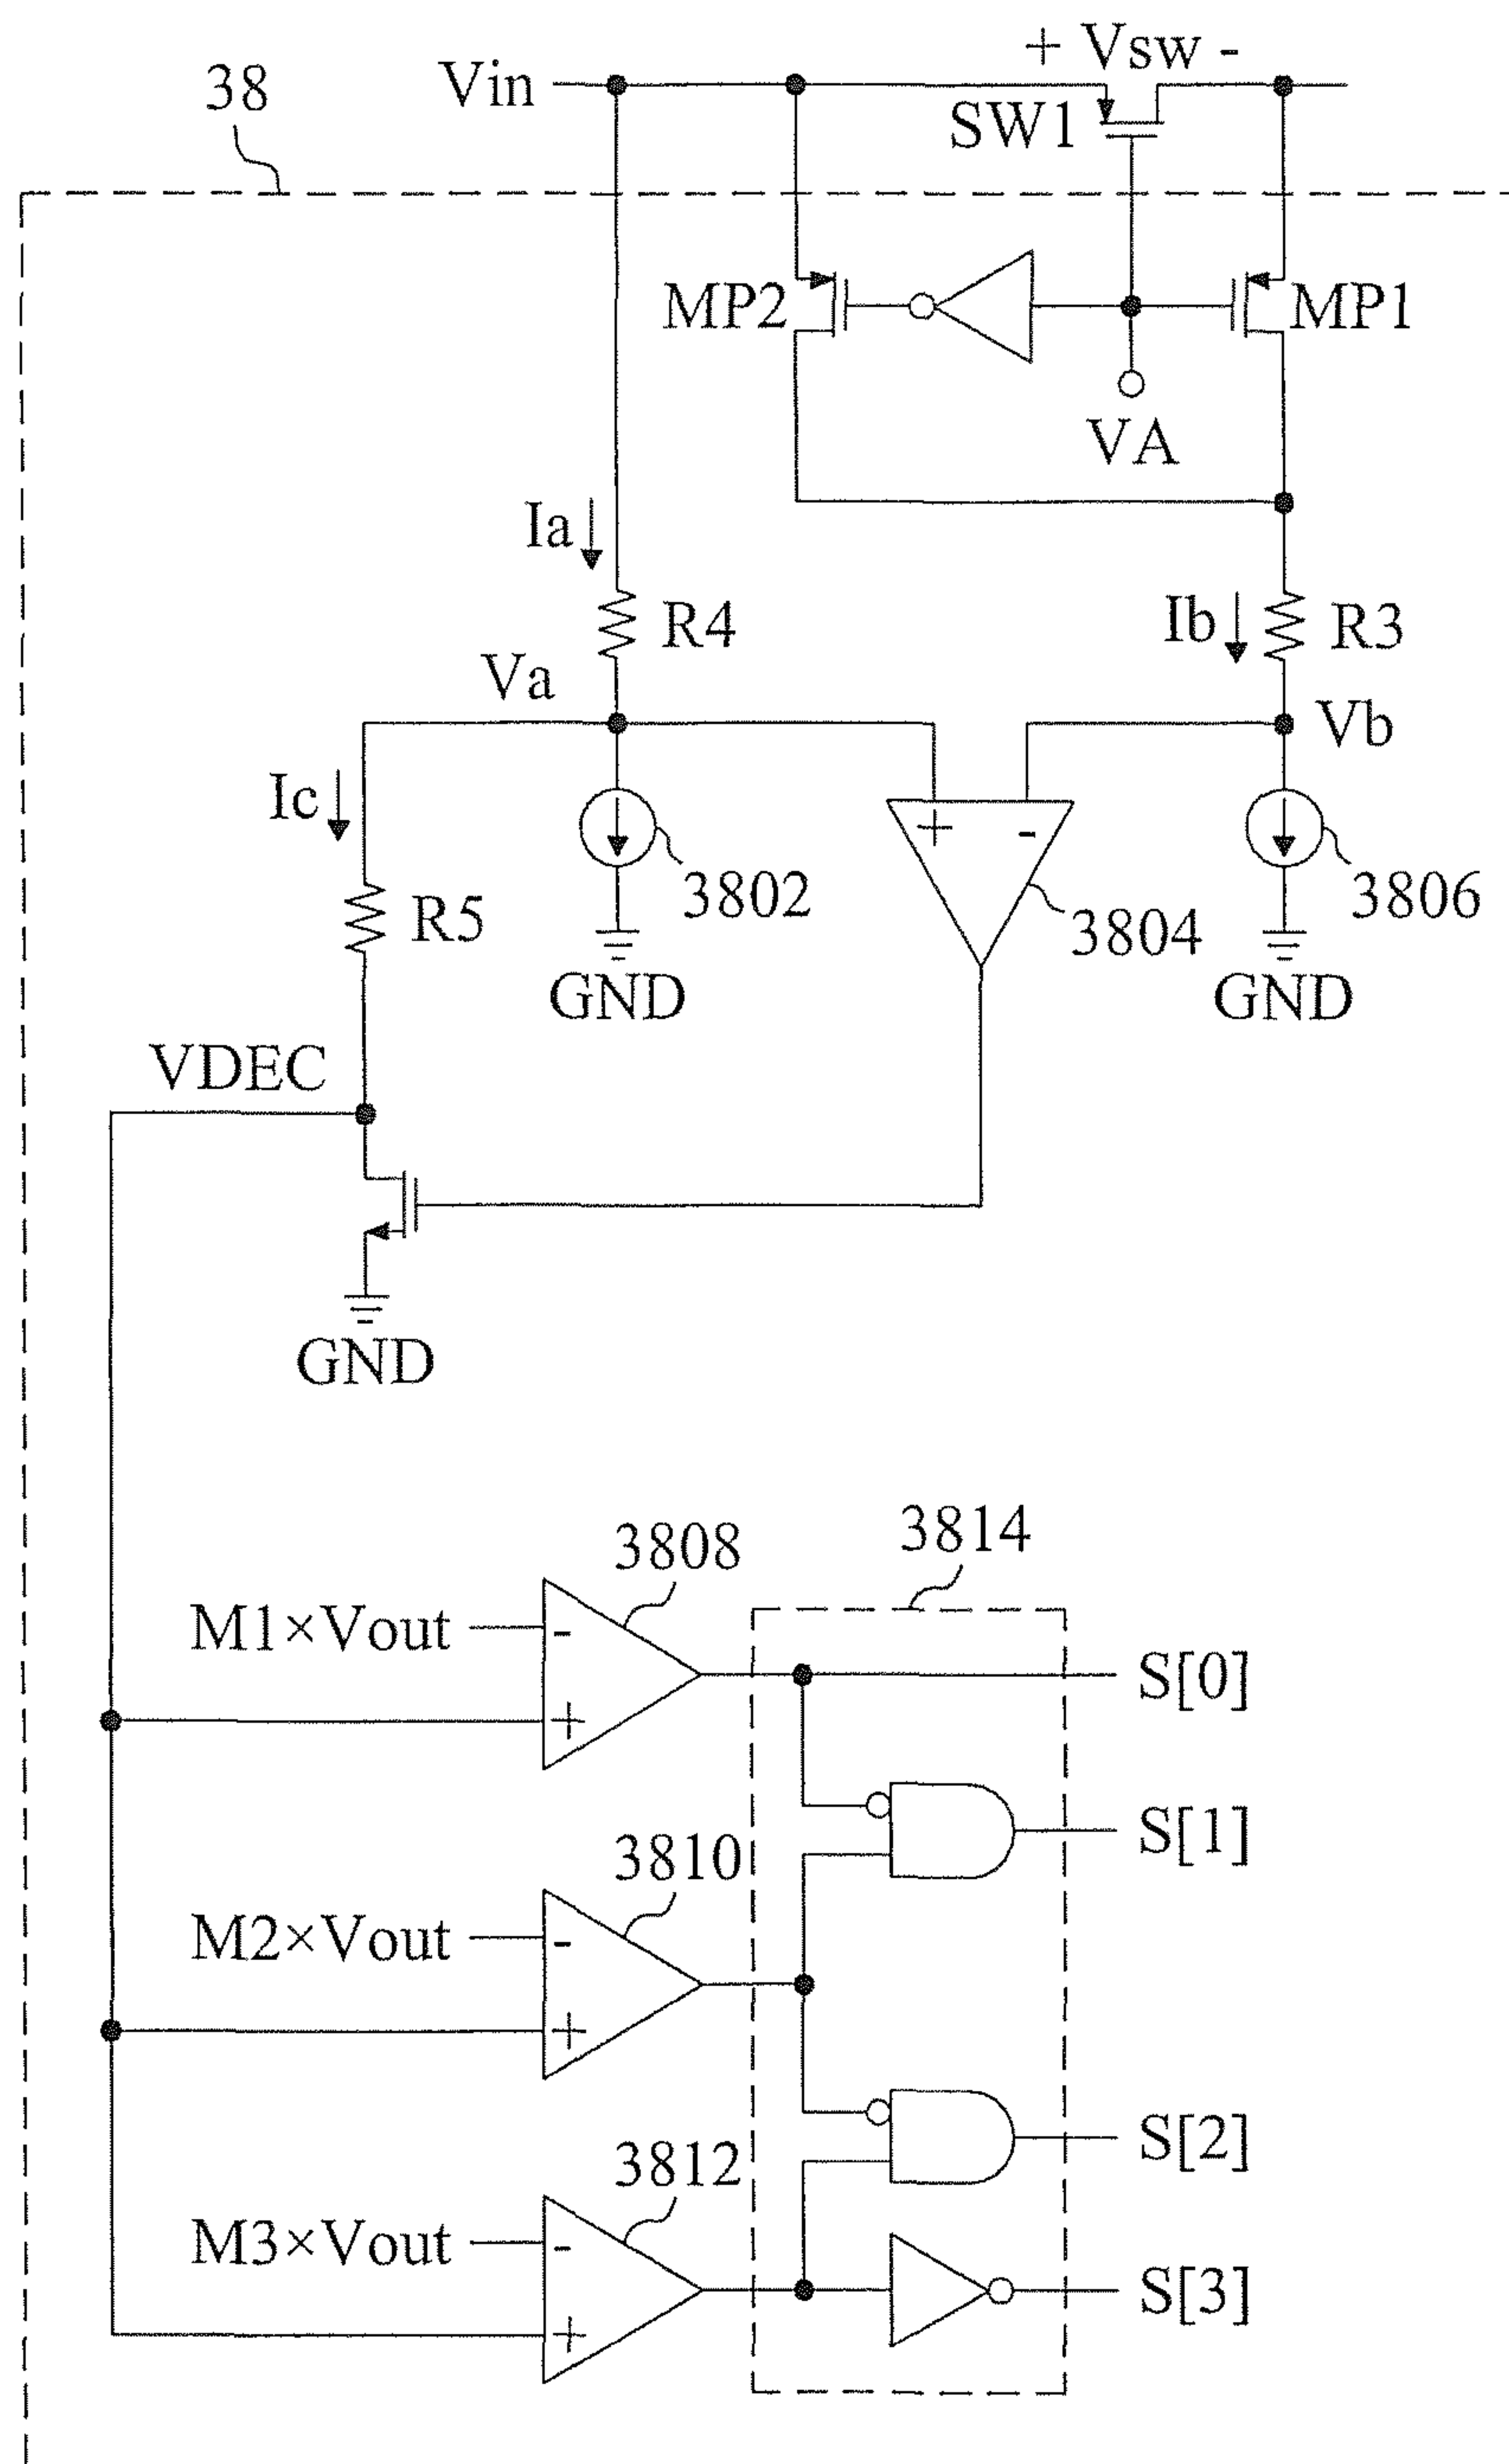 + Vsw -
38
Vin
SW1
MP2
MP1
VA
Ia
R4
Ib
R3
Va
Vb
Ic
+
-
R5
3802
3804
3806
GND
GND
VDEC
GND
3808
3814
M1×Vout
-
+
S[0]
S[1]
3810
M2×Vout
-
+
S[2]
3812
M3×Vout
-
+
S[3]